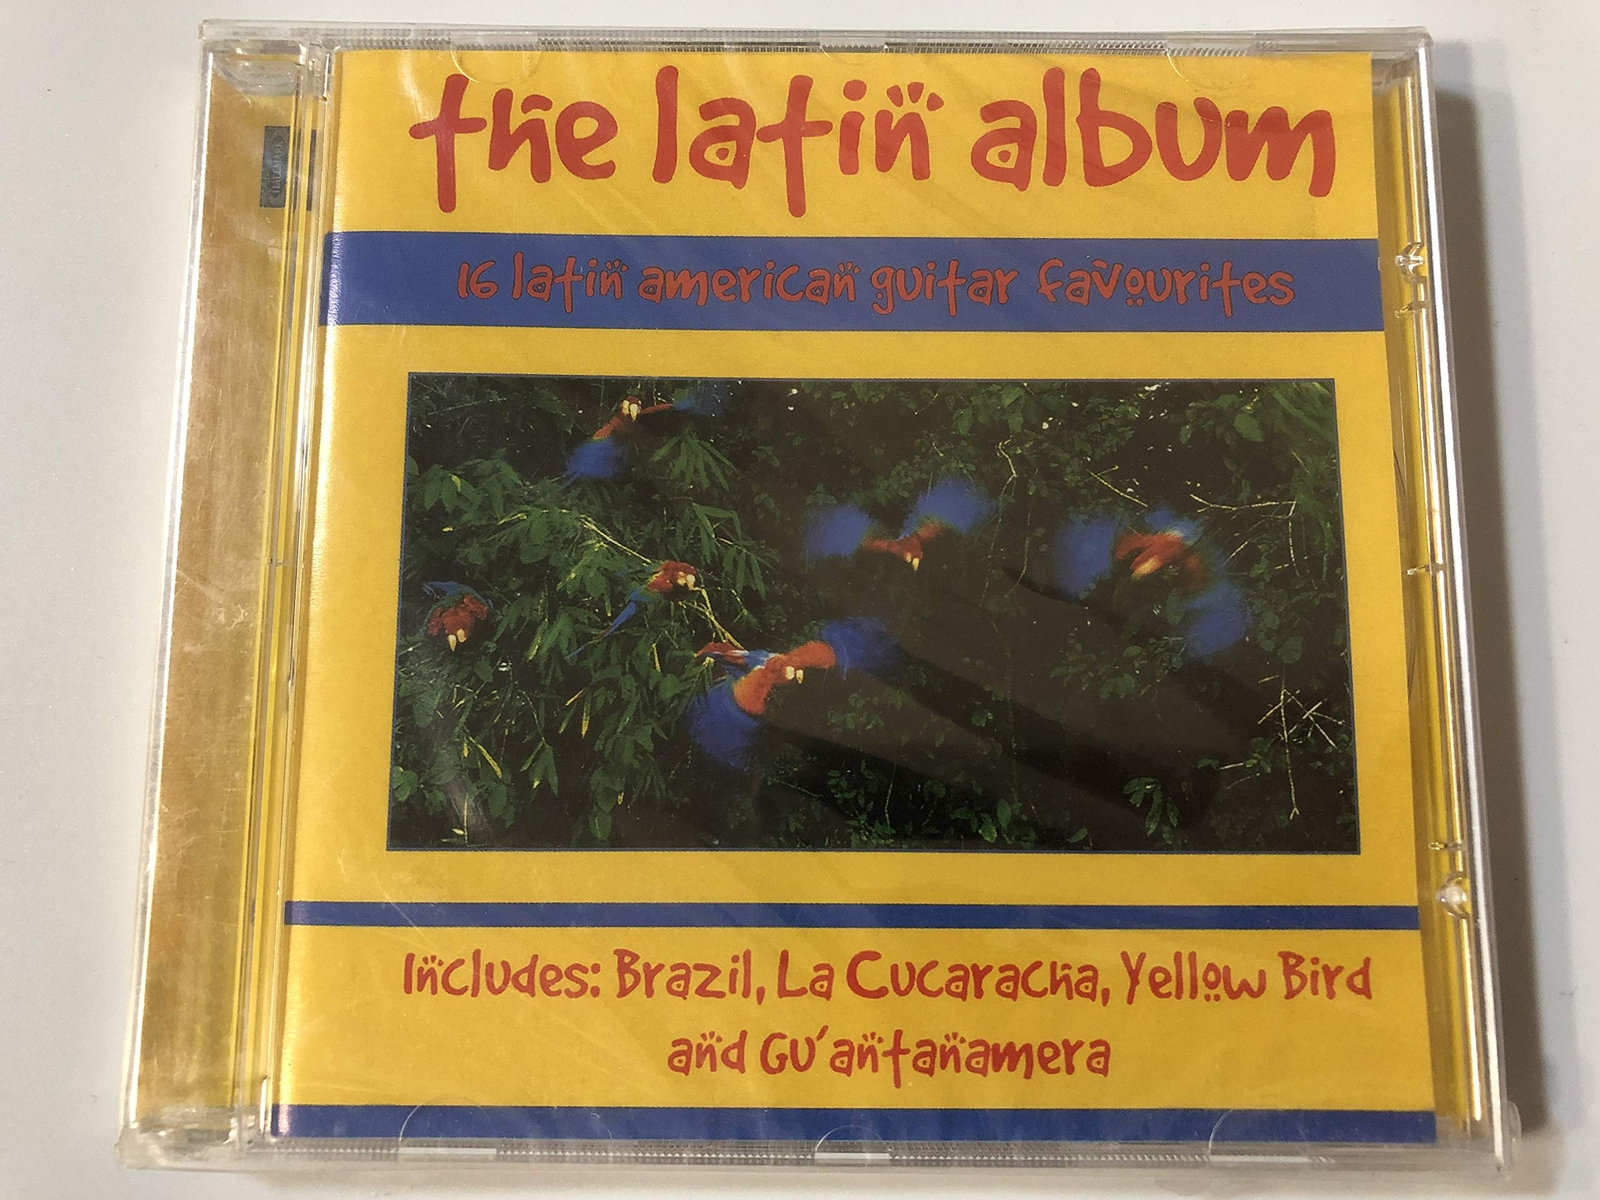 the latin album
16 latin american guitar favourites
Includes: Brazil, La Cucaracha, Yellow Bird
and Gu'antanamera